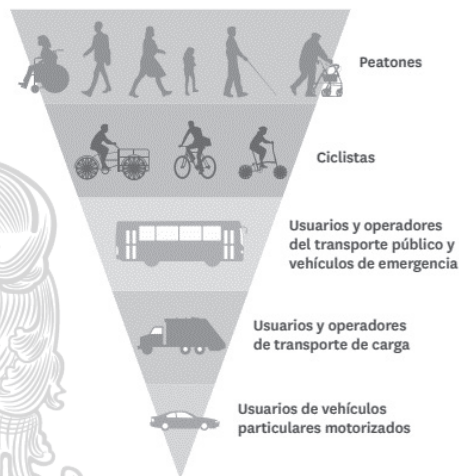 Peatones
Ciclistas
Usuarios y operadores
del transporte público y
vehículos de emergencia
Usuarios y operadores
de transporte de carga
Usuarios de vehículos
particulares motorizados